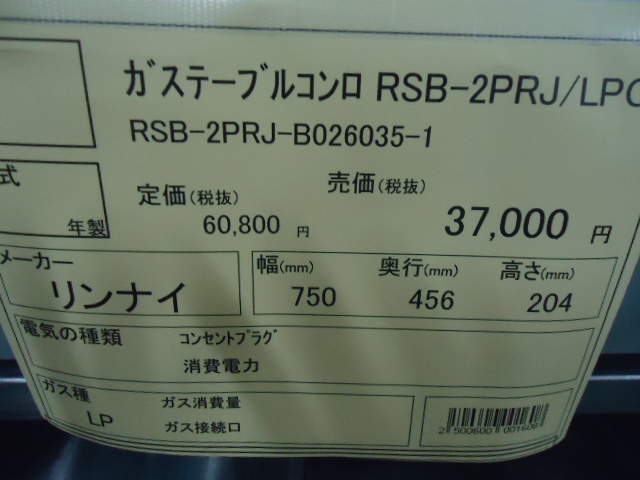 ガステーブルコンロ RSB-2PRJ/LPG
RSB-2PRJ-B026035-1
式
年製
定価(税抜) 60,800 円
売価(税抜) 37,000 円
メーカー
リンナイ
幅(mm) 奥行(mm) 高さ(mm)
750 456 204
電気の種類 コンセントプラグ
消費電力
ガス種 ガス消費量
LP ガス接続口
2 500600 001606